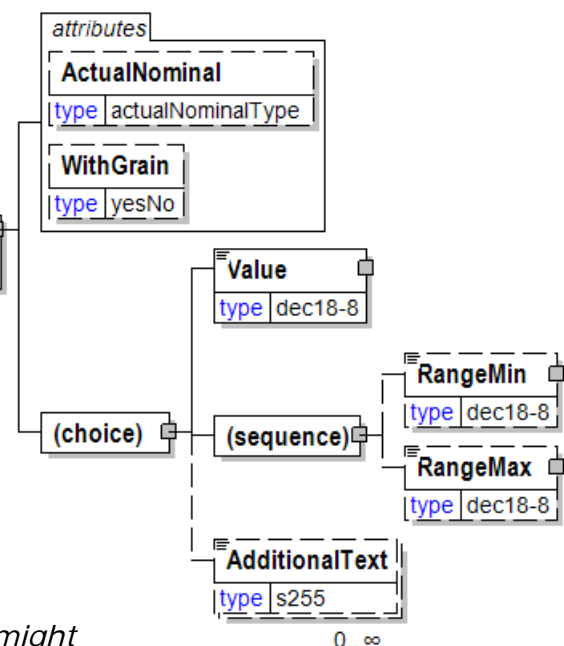 attributes
ActualNominal
type actualNominalType
WithGrain
type yesNo
Value
type dec18-8
RangeMin
type dec18-8
(choice)
(sequence)
RangeMax
type dec18-8
AdditionalText
type s255
might
0..∞